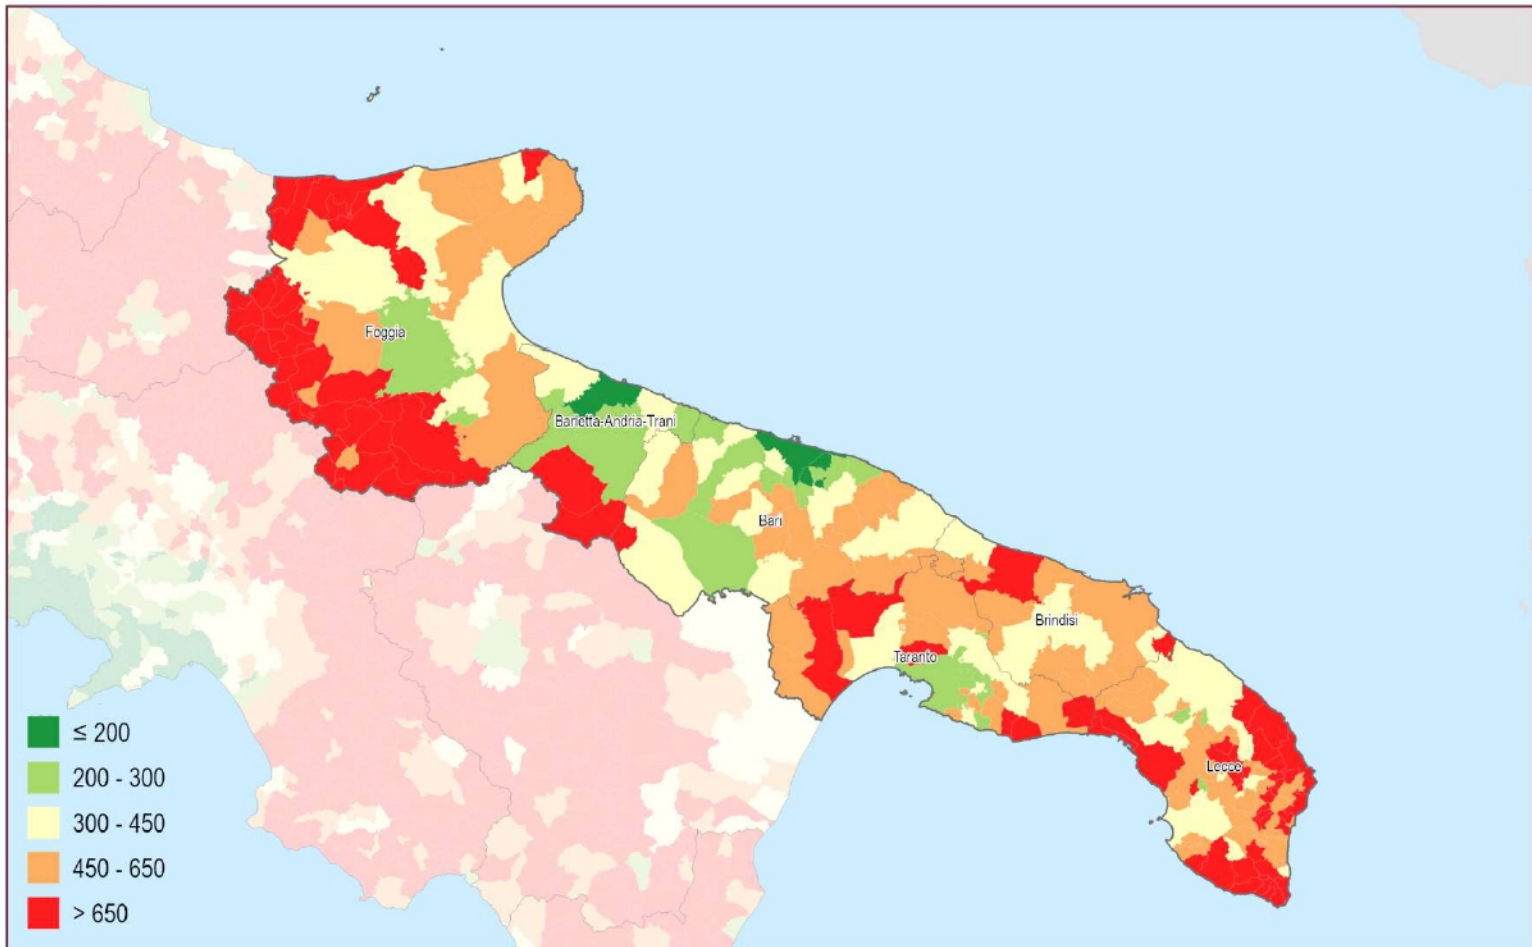 Foggia
Barletta-Andria-Trani
Bari
Brindisi
Taranto
Lecce
≤ 200
200 - 300
300 - 450
450 - 650
> 650